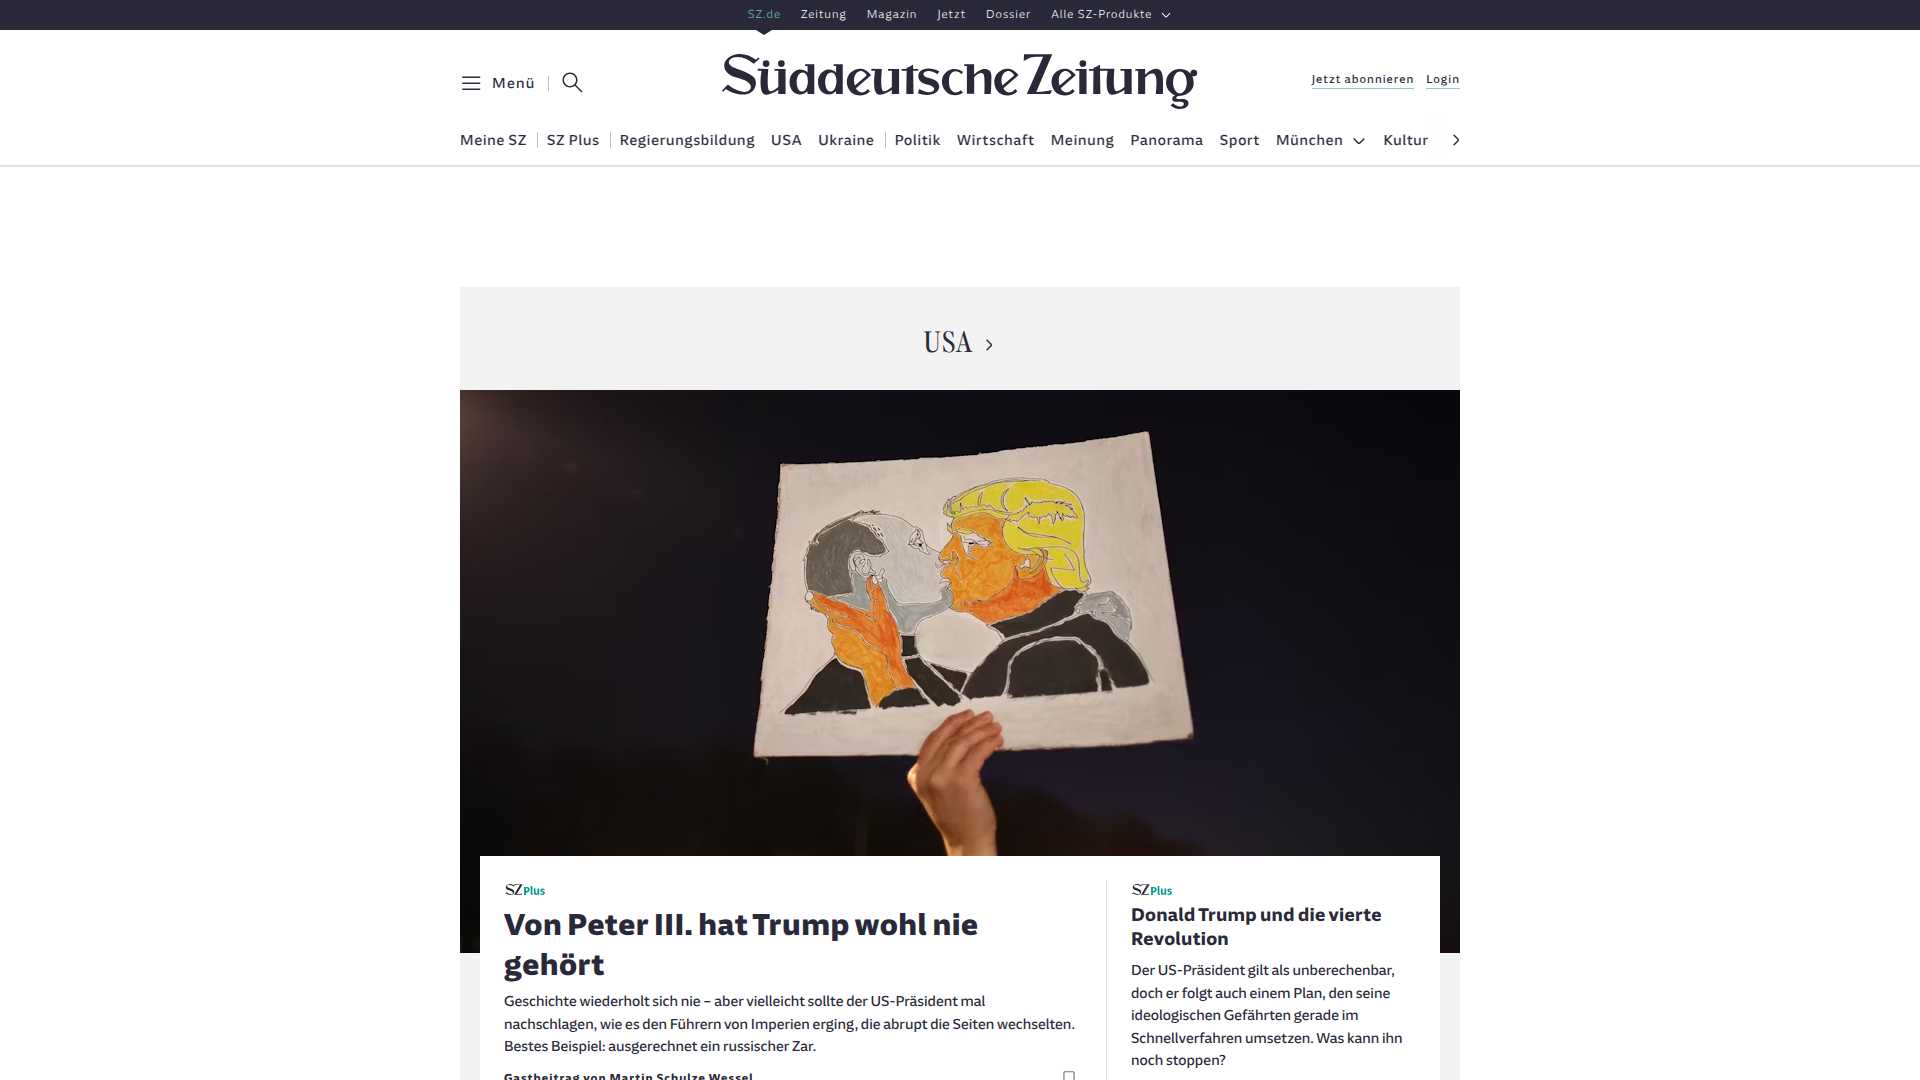 SZ.de Zeitung Magazin Jetzt Dossier Alle SZ-Produkte
Menü
Süddeutsche Zeitung
Jetzt abonnieren Login
Meine SZ SZ Plus Regierungsbildung USA Ukraine Politik Wirtschaft Meinung Panorama Sport München Kultur
USA
SZ Plus
Von Peter III. hat Trump wohl nie
gehört
Geschichte wiederholt sich nie – aber vielleicht sollte der US-Präsident mal
nachschlagen, wie es den Führern von Imperien erging, die abrupt die Seiten wechselten.
Bestes Beispiel: ausgerechnet ein russischer Zar.
Gastbeitrag von Martin Schulze Wessel
SZ Plus
Donald Trump und die vierte
Revolution
Der US-Präsident gilt als unberechenbar,
doch er folgt auch einem Plan, den seine
ideologischen Gefährten gerade im
Schnellverfahren umsetzen. Was kann ihn
noch stoppen?